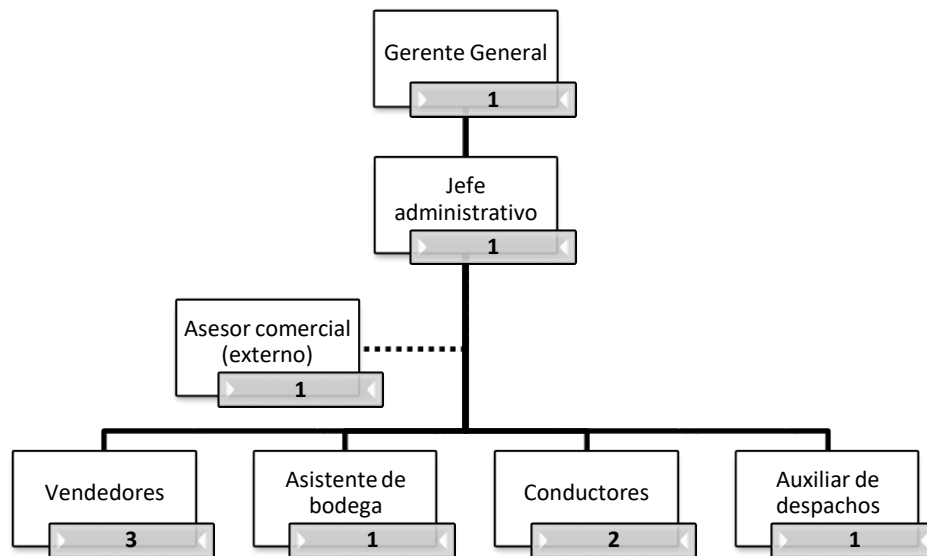 Gerente General
1
Jefe
administrativo
1
Asesor comercial
(externo)
1
Vendedores
3
Asistente de
bodega
1
Conductores
2
Auxiliar de
despachos
1